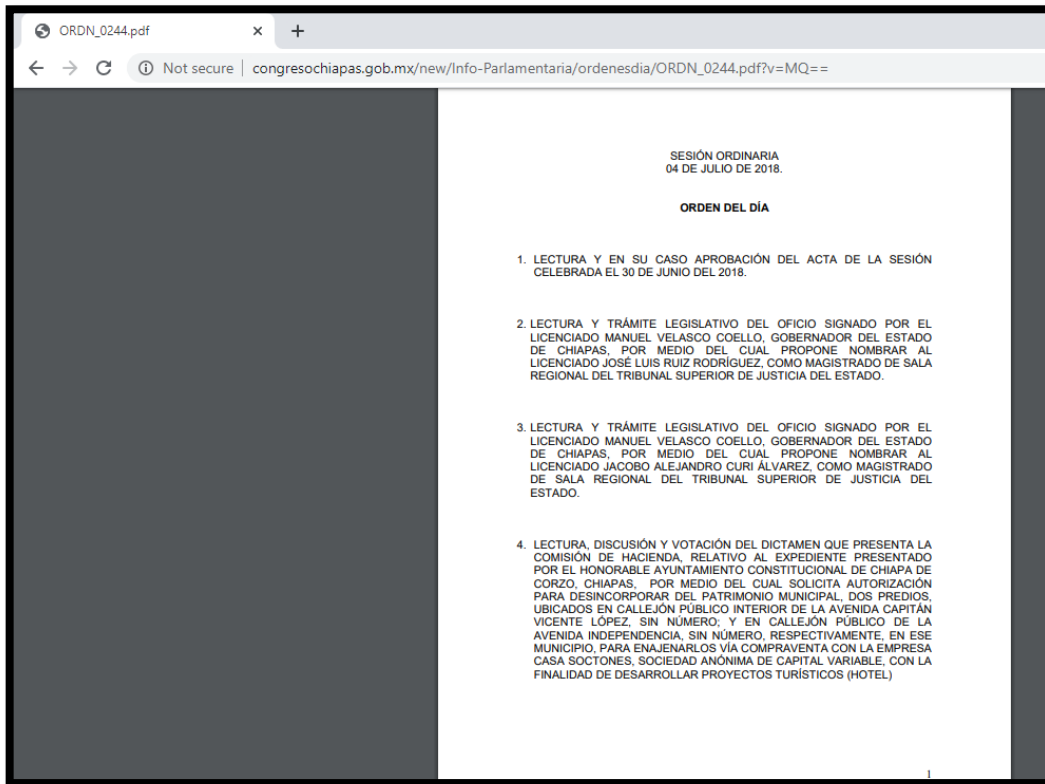 ORDN_0244.pdf
Not secure | congresochiapas.gob.mx/new/Info-Parlamentaria/ordenesdia/ORDN_0244.pdf?v=MQ==
SESIÓN ORDINARIA
04 DE JULIO DE 2018.
ORDEN DEL DÍA
1. LECTURA Y EN SU CASO APROBACIÓN DEL ACTA DE LA SESIÓN
CELEBRADA EL 30 DE JUNIO DEL 2018.
2. LECTURA Y TRÁMITE LEGISLATIVO DEL OFICIO SIGNADO POR EL
LICENCIADO MANUEL VELASCO COELLO, GOBERNADOR DEL ESTADO
DE CHIAPAS, POR MEDIO DEL CUAL PROPONE NOMBRAR AL
LICENCIADO JOSÉ LUIS RUIZ RODRÍGUEZ, COMO MAGISTRADO DE SALA
REGIONAL DEL TRIBUNAL SUPERIOR DE JUSTICIA DEL ESTADO.
3. LECTURA Y TRÁMITE LEGISLATIVO DEL OFICIO SIGNADO POR EL
LICENCIADO MANUEL VELASCO COELLO, GOBERNADOR DEL ESTADO
DE CHIAPAS, POR MEDIO DEL CUAL PROPONE NOMBRAR AL
LICENCIADO JACOBO ALEJANDRO CURI ÁLVAREZ, COMO MAGISTRADO
DE SALA REGIONAL DEL TRIBUNAL SUPERIOR DE JUSTICIA DEL
ESTADO.
4. LECTURA, DISCUSIÓN Y VOTACIÓN DEL DICTAMEN QUE PRESENTA LA
COMISIÓN DE HACIENDA, RELATIVO AL EXPEDIENTE PRESENTADO
POR EL HONORABLE AYUNTAMIENTO CONSTITUCIONAL DE CHIAPA DE
CORZO, CHIAPAS, POR MEDIO DEL CUAL SOLICITA AUTORIZACIÓN
PARA DESINCORPORAR DEL PATRIMONIO MUNICIPAL, DOS PREDIOS,
UBICADOS EN CALLEJÓN PÚBLICO INTERIOR DE LA AVENIDA CAPITÁN
VICENTE LÓPEZ, SIN NÚMERO; Y EN CALLEJÓN PÚBLICO DE LA
AVENIDA INDEPENDENCIA, SIN NÚMERO, RESPECTIVAMENTE, EN ESE
MUNICIPIO, PARA ENAJENARLOS VÍA COMPRAVENTA CON LA EMPRESA
CASA SOCTONES, SOCIEDAD ANÓNIMA DE CAPITAL VARIABLE, CON LA
FINALIDAD DE DESARROLLAR PROYECTOS TURÍSTICOS (HOTEL)
1